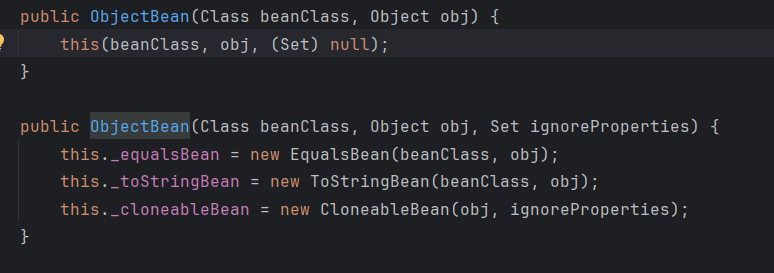 public ObjectBean(Class beanClass, Object obj) {
this(beanClass, obj, (Set) null);
}
public ObjectBean(Class beanClass, Object obj, Set ignoreProperties) {
this._equalsBean = new EqualsBean(beanClass, obj);
this._toStringBean = new ToStringBean(beanClass, obj);
this._cloneableBean = new CloneableBean(obj, ignoreProperties);
}